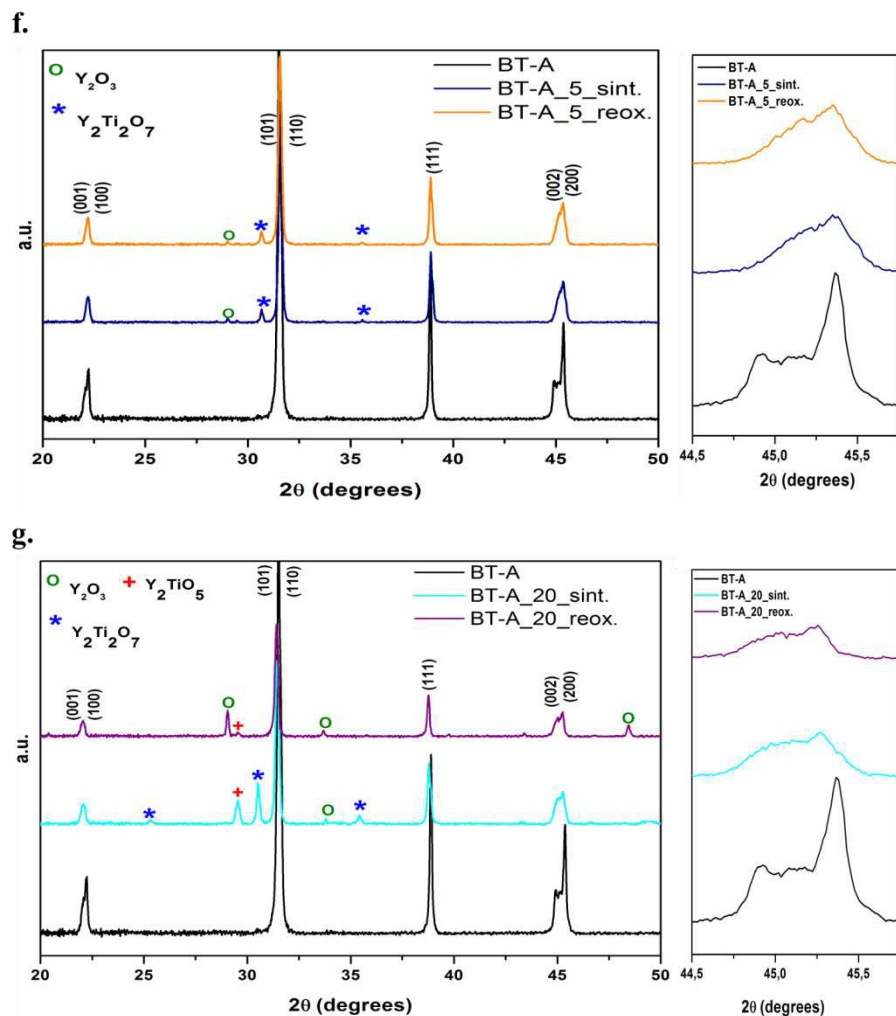 f.
O Y2O3
* Y2Ti2O7
BT-A
BT-A_5_sint.
BT-A_5_reox.
(001)
(100)
(101)
(110)
(111)
(002)
(200)
O
*
*
O
*
*
a.u.
20 25 30 35 40 45 50
2θ (degrees)
BT-A
BT-A_5_sint.
BT-A_5_reox.
44,5 45,0 45,5
2θ (degrees)
g.
O Y2O3 + Y2TiO5
* Y2Ti2O7
BT-A
BT-A_20_sint.
BT-A_20_reox.
(001)
(100)
(101)
(110)
(111)
(002)
(200)
O
+
O
O
*
+
*
O
*
a.u.
20 25 30 35 40 45 50
2θ (degrees)
BT-A
BT-A_20_sint.
BT-A_20_reox.
44,5 45,0 45,5
2θ (degrees)